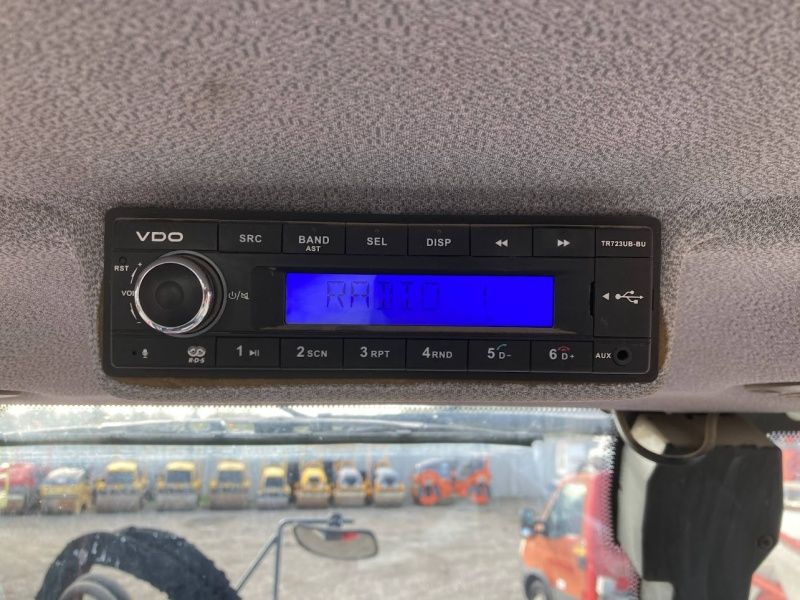 VDO
SRC
BAND
AST
SEL
DISP
TR723UB-BU
RST
VOL
RADIO 1
R·D·S
1
2 SCN
3 RPT
4 RND
5 D-
6 D+
AUX